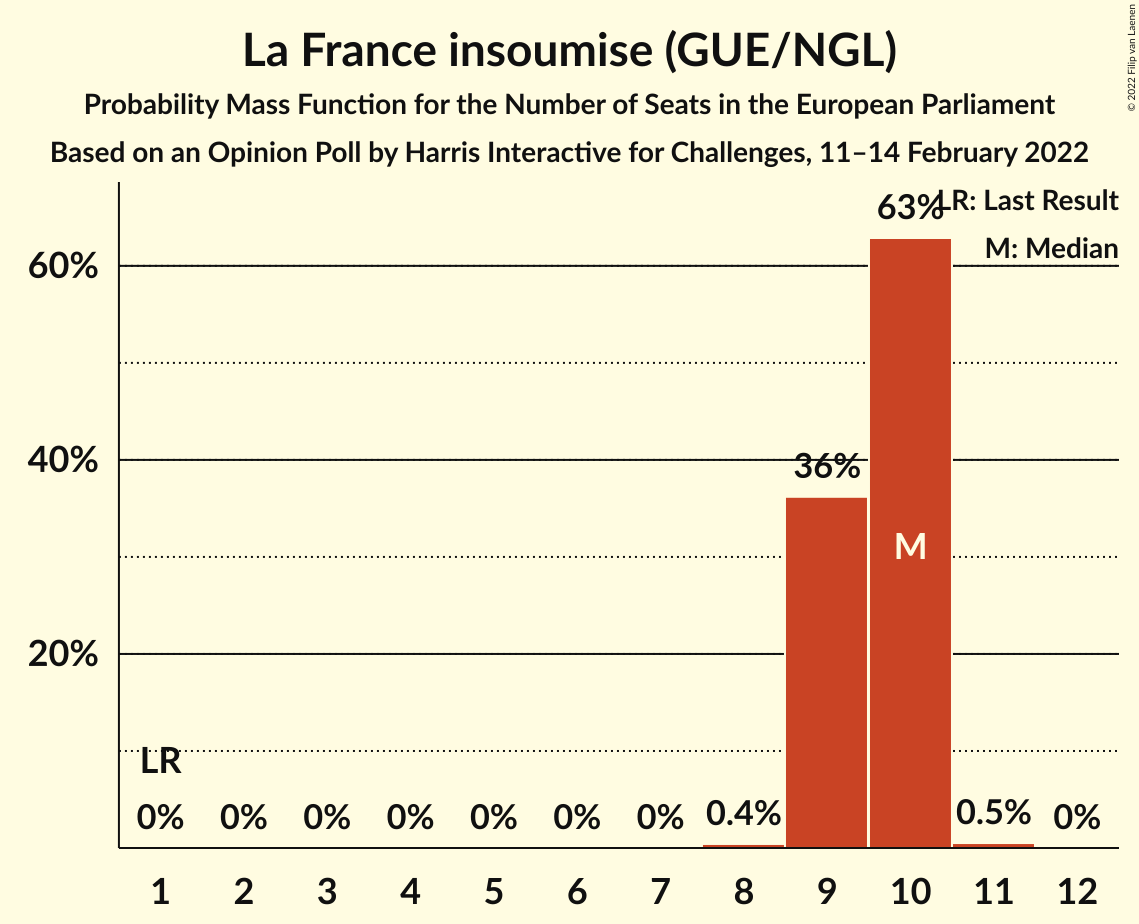 La France insoumise (GUE/NGL)
Probability Mass Function for the Number of Seats in the European Parliament
Based on an Opinion Poll by Harris Interactive for Challenges, 11–14 February 2022
© 2022 Filip van Laenen
LR: Last Result
M: Median
63%
60%
40%
36%
M
20%
LR
0% 0% 0% 0% 0% 0% 0% 0.4% 0.5% 0%
1 2 3 4 5 6 7 8 9 10 11 12